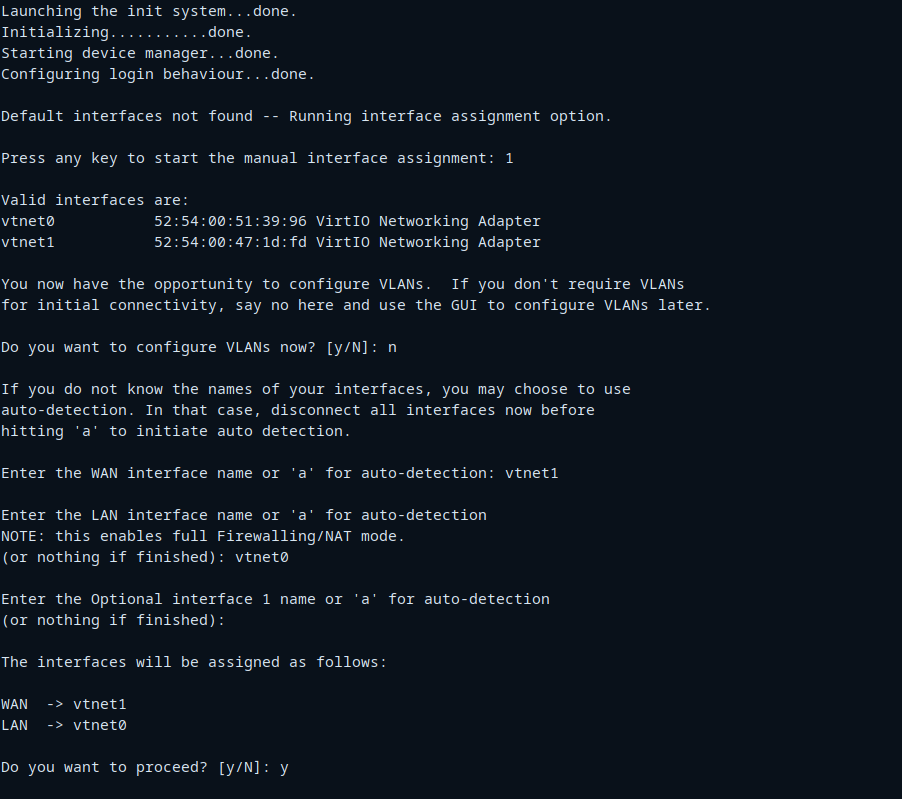 Launching the init system...done.
Initializing...........done.
Starting device manager...done.
Configuring login behaviour...done.
Default interfaces not found -- Running interface assignment option.
Press any key to start the manual interface assignment: 1
Valid interfaces are:
vtnet0           52:54:00:51:39:96 VirtIO Networking Adapter
vtnet1           52:54:00:47:1d:fd VirtIO Networking Adapter
You now have the opportunity to configure VLANs.  If you don't require VLANs
for initial connectivity, say no here and use the GUI to configure VLANs later.
Do you want to configure VLANs now? [y/N]: n
If you do not know the names of your interfaces, you may choose to use
auto-detection. In that case, disconnect all interfaces now before
hitting 'a' to initiate auto detection.
Enter the WAN interface name or 'a' for auto-detection: vtnet1
Enter the LAN interface name or 'a' for auto-detection
NOTE: this enables full Firewalling/NAT mode.
(or nothing if finished): vtnet0
Enter the Optional interface 1 name or 'a' for auto-detection
(or nothing if finished):
The interfaces will be assigned as follows:
WAN  -> vtnet1
LAN  -> vtnet0
Do you want to proceed? [y/N]: y